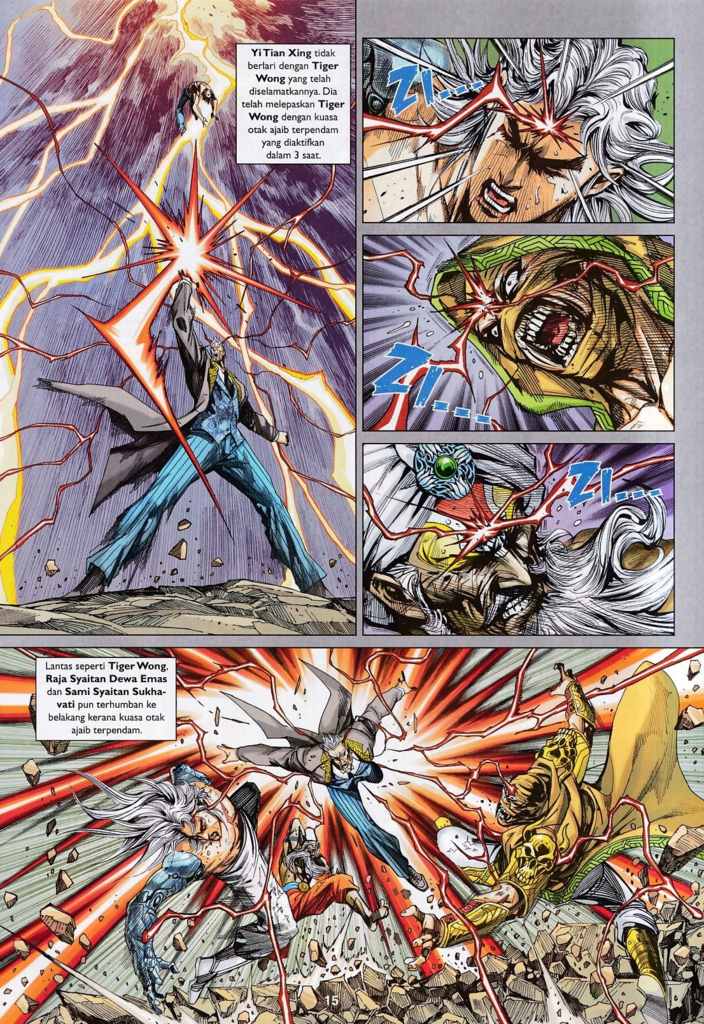 Yi Tian Xing tidak
berlari dengan Tiger
Wong yang telah
diselamatkannya. Dia
telah melepaskan Tiger
Wong dengan kuasa
otak ajaib terpendam
yang diaktifkan
dalam 3 saat.
ZI...
ZI...
ZI...
Lantas seperti Tiger Wong,
Raja Syaitan Dewa Emas
dan Sami Syaitan Sukha-
vati pun terhumban ke
belakang kerana kuasa otak
ajaib terpendam.
15